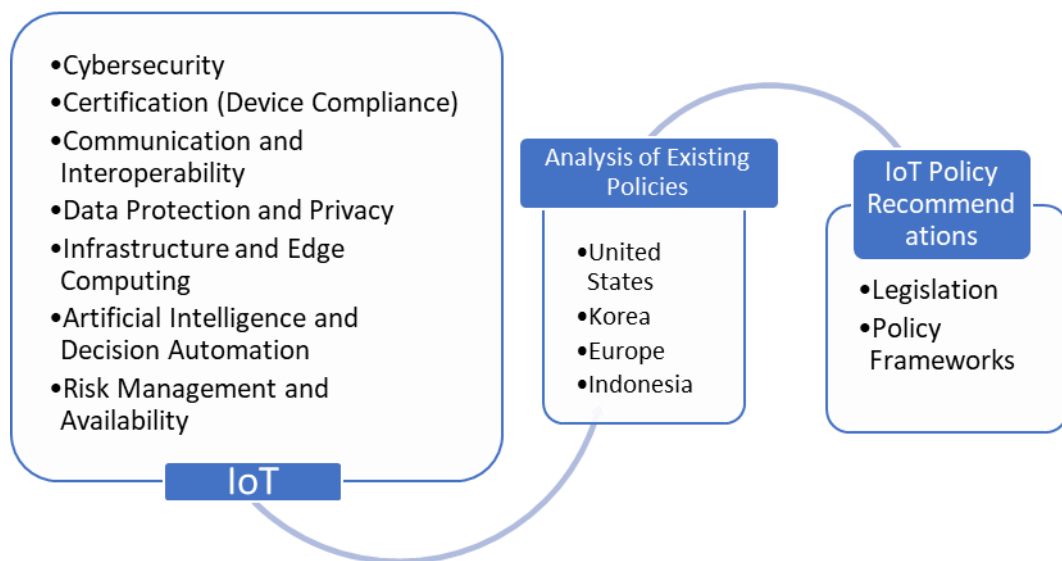 •Cybersecurity
•Certification (Device Compliance)
•Communication and
Interoperability
•Data Protection and Privacy
•Infrastructure and Edge
Computing
•Artificial Intelligence and
Decision Automation
•Risk Management and
Availability
IoT
Analysis of Existing
Policies
•United
States
•Korea
•Europe
•Indonesia
IoT Policy
Recommend
ations
•Legislation
•Policy
Frameworks